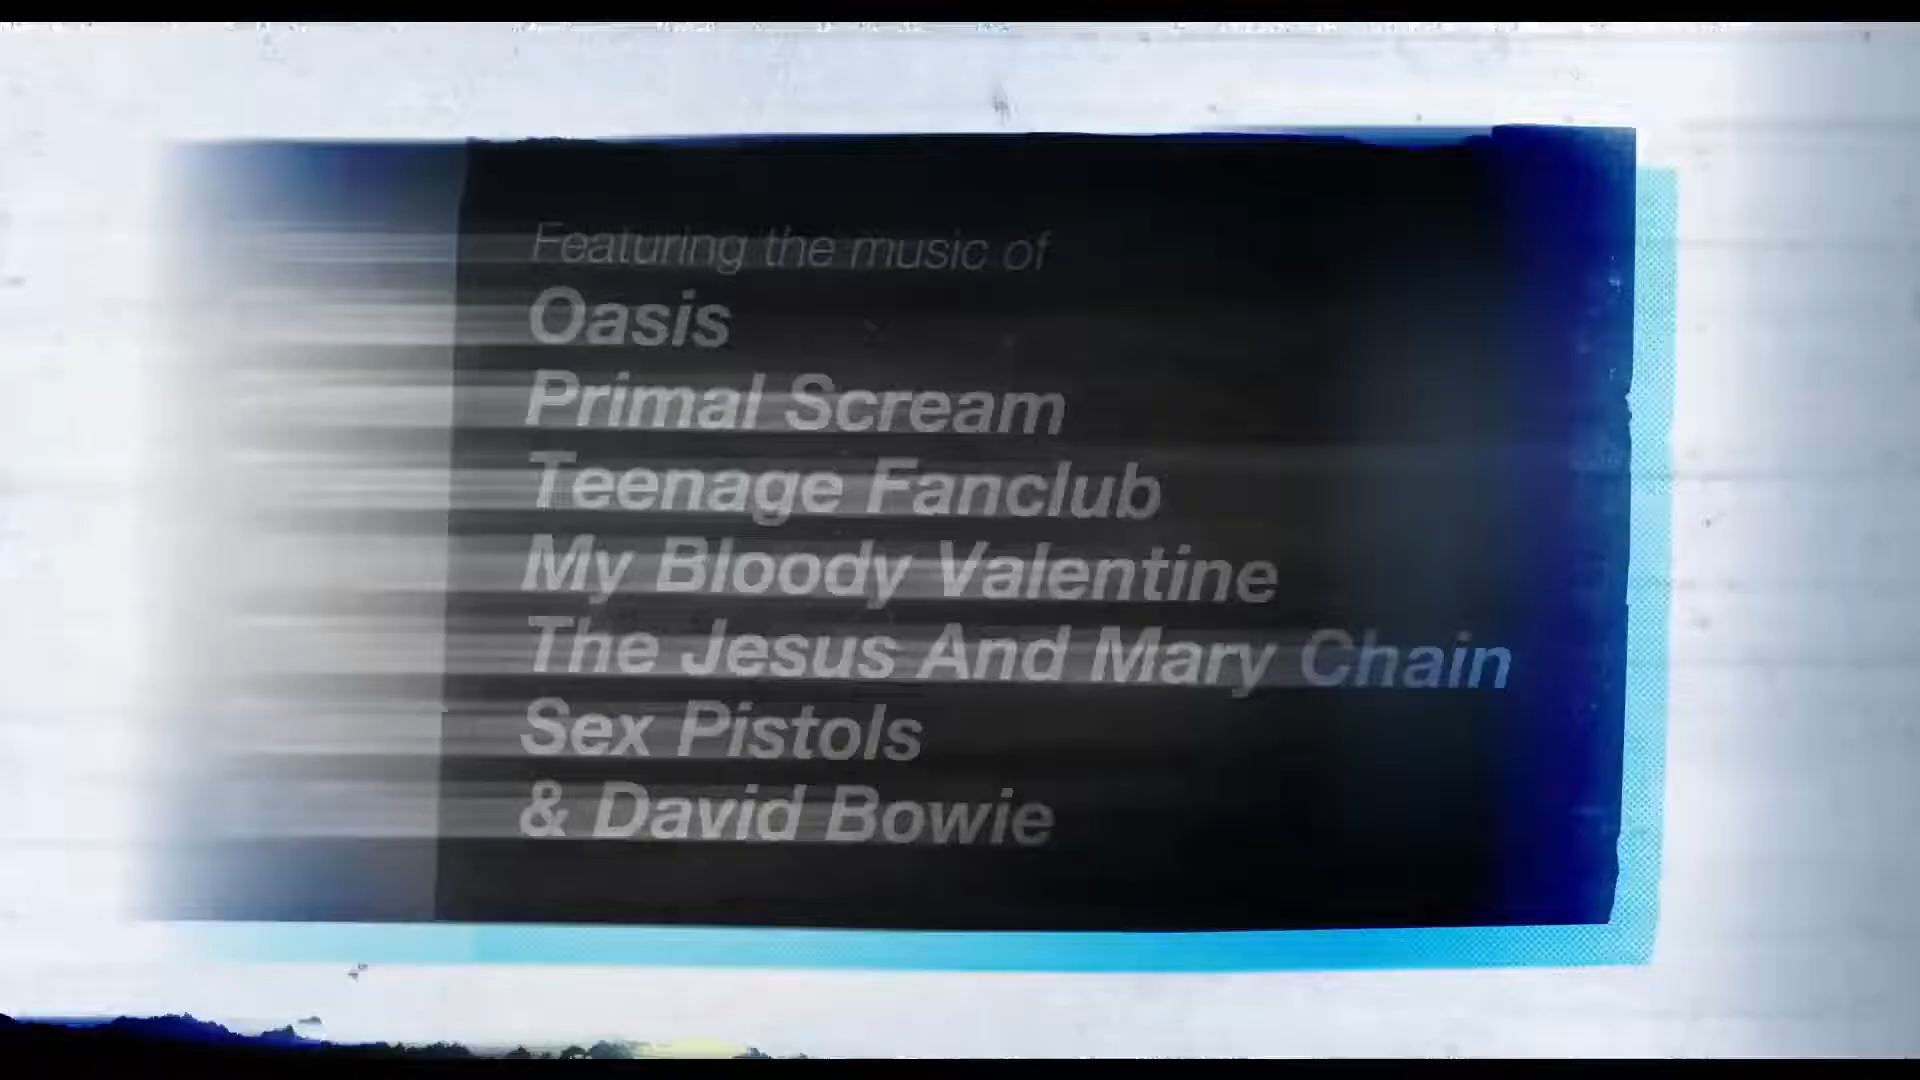 Featuring the music of
Oasis
Primal Scream
Teenage Fanclub
My Bloody Valentine
The Jesus And Mary Chain
Sex Pistols
& David Bowie